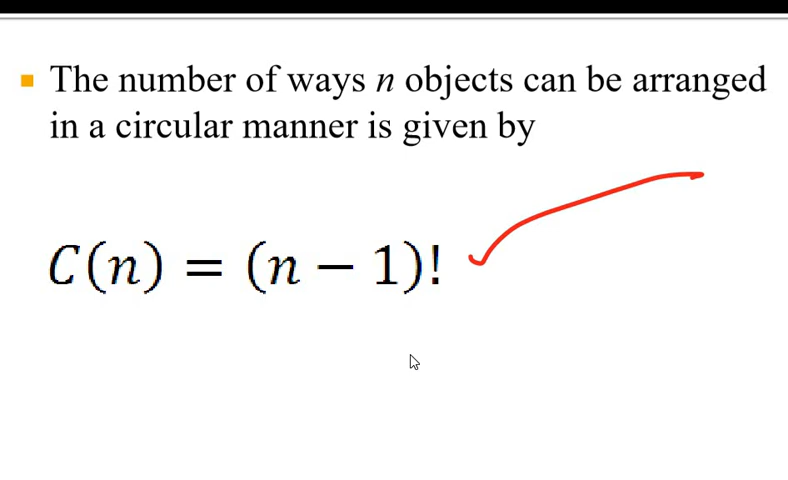 The number of ways n objects can be arranged
in a circular manner is given by
C(n) = (n − 1)!